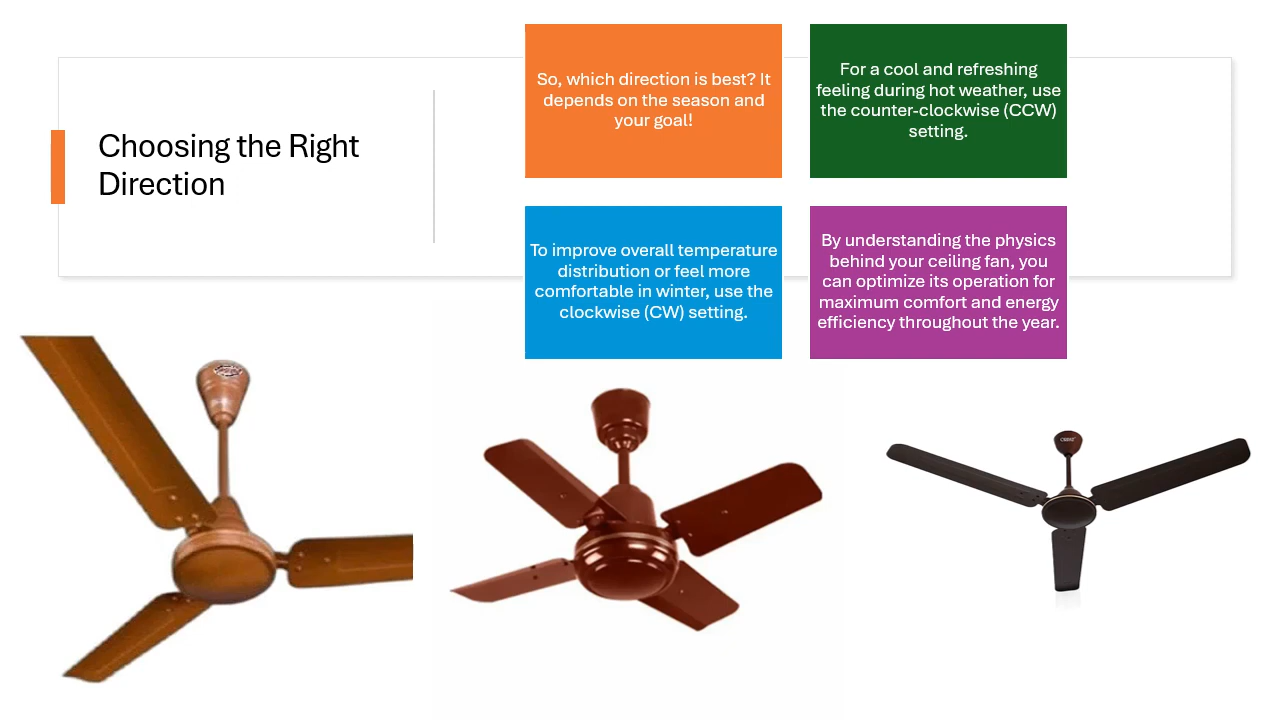 Choosing the Right
Direction
So, which direction is best? It
depends on the season and
your goal!
For a cool and refreshing
feeling during hot weather, use
the counter-clockwise (CCW)
setting.
To improve overall temperature
distribution or feel more
comfortable in winter, use the
clockwise (CW) setting.
By understanding the physics
behind your ceiling fan, you
can optimize its operation for
maximum comfort and energy
efficiency throughout the year.